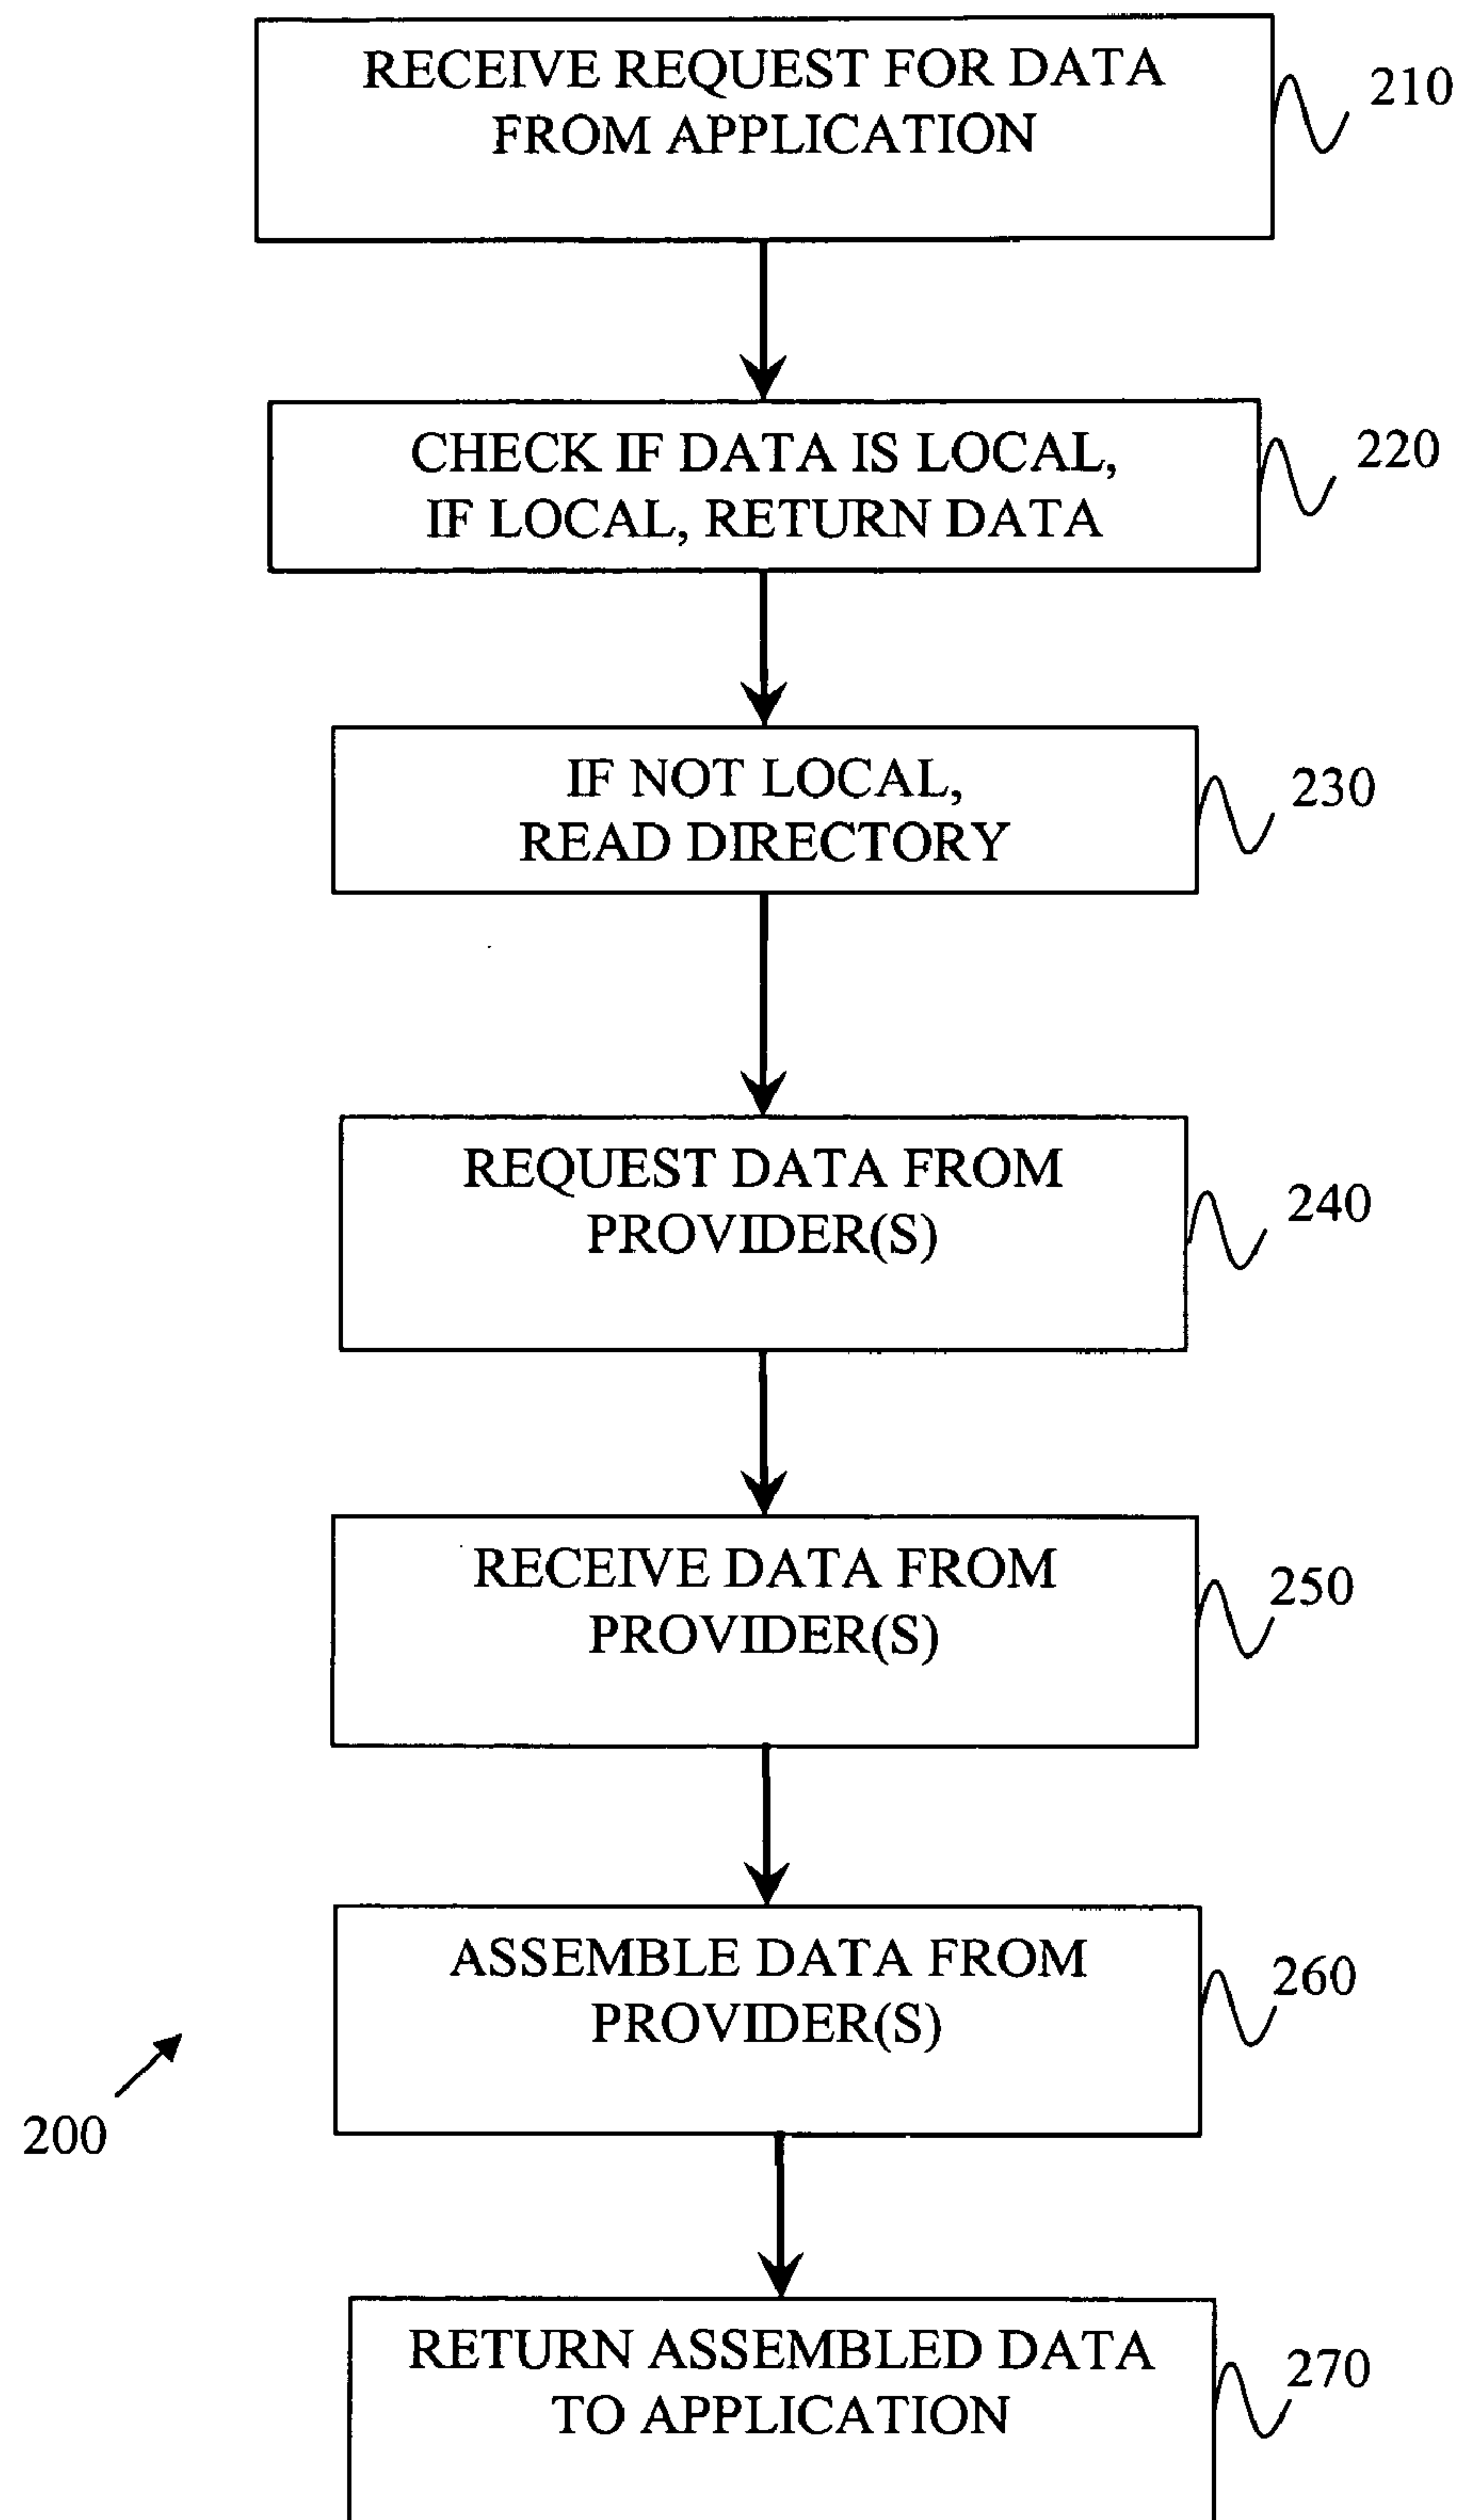 RECEIVE REQUEST FOR DATA
FROM APPLICATION
210
CHECK IF DATA IS LOCAL,
IF LOCAL, RETURN DATA
220
IF NOT LOCAL,
READ DIRECTORY
230
REQUEST DATA FROM
PROVIDER(S)
240
RECEIVE DATA FROM
PROVIDER(S)
250
ASSEMBLE DATA FROM
PROVIDER(S)
260
200
RETURN ASSEMBLED DATA
TO APPLICATION
270